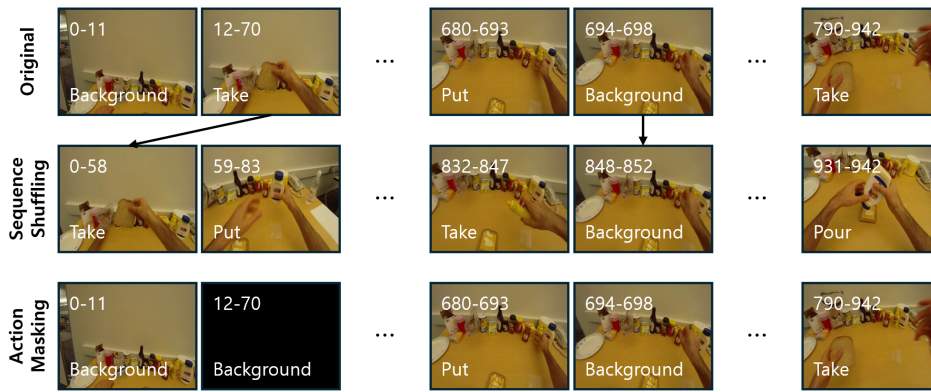 Original
0-11
Background
12-70
Take
...
680-693
Put
694-698
Background
...
790-942
Take
Sequence
Shuffling
0-58
Take
59-83
Put
...
832-847
Take
848-852
Background
...
931-942
Pour
Action
Masking
0-11
Background
12-70
Background
...
680-693
Put
694-698
Background
...
790-942
Take